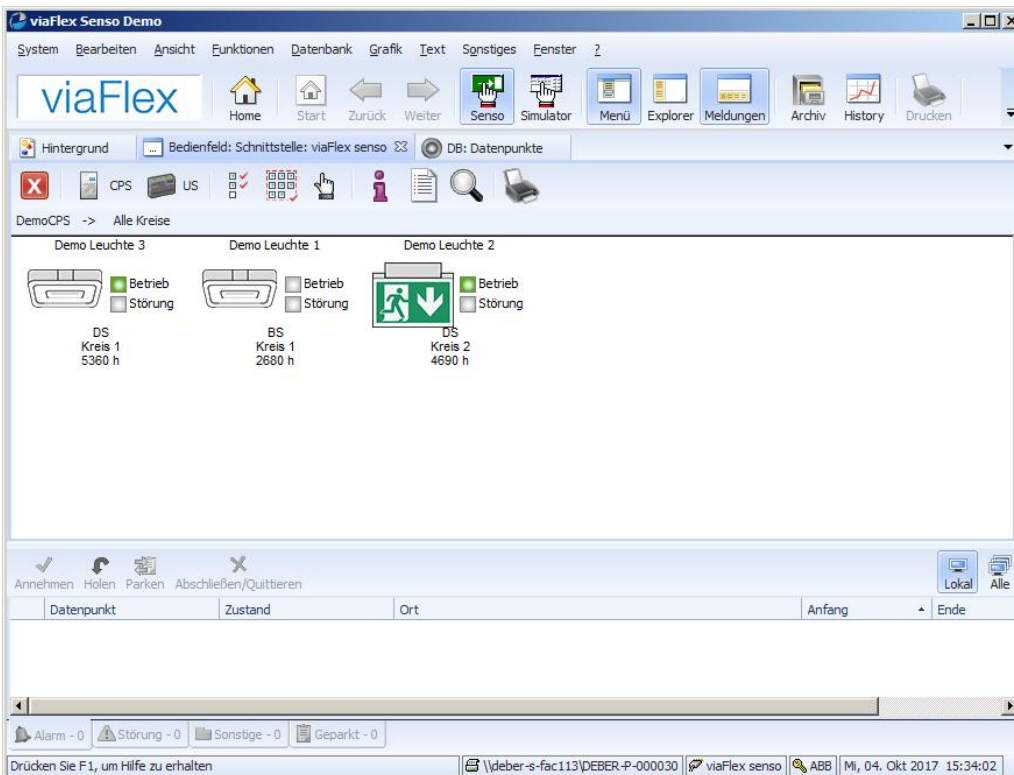 viaFlex Senso Demo
System Bearbeiten Ansicht Funktionen Datenbank Grafik Text Sonstiges Fenster ?
viaFlex
Home Start Zurück Weiter Senso Simulator Menü Explorer Meldungen Archiv History Drucken
Hintergrund Bedienfeld: Schnittstelle: viaFlex senso DB: Datenpunkte
CPS US
DemoCPS -> Alle Kreise
Demo Leuchte 3 Demo Leuchte 1 Demo Leuchte 2
Betrieb Betrieb Betrieb
Störung Störung Störung
DS BS DS
Kreis 1 Kreis 1 Kreis 2
5360 h 2680 h 4690 h
Annehmen Holen Parken Abschließen/Quittieren Lokal Alle
Datenpunkt Zustand Ort Anfang Ende
Alarm - 0 Störung - 0 Sonstige - 0 Geparkt - 0
Drücken Sie F1, um Hilfe zu erhalten \\deber-s-fac113\DEBER-P-000030 viaFlex senso ABB Mi, 04. Okt 2017 15:34:02